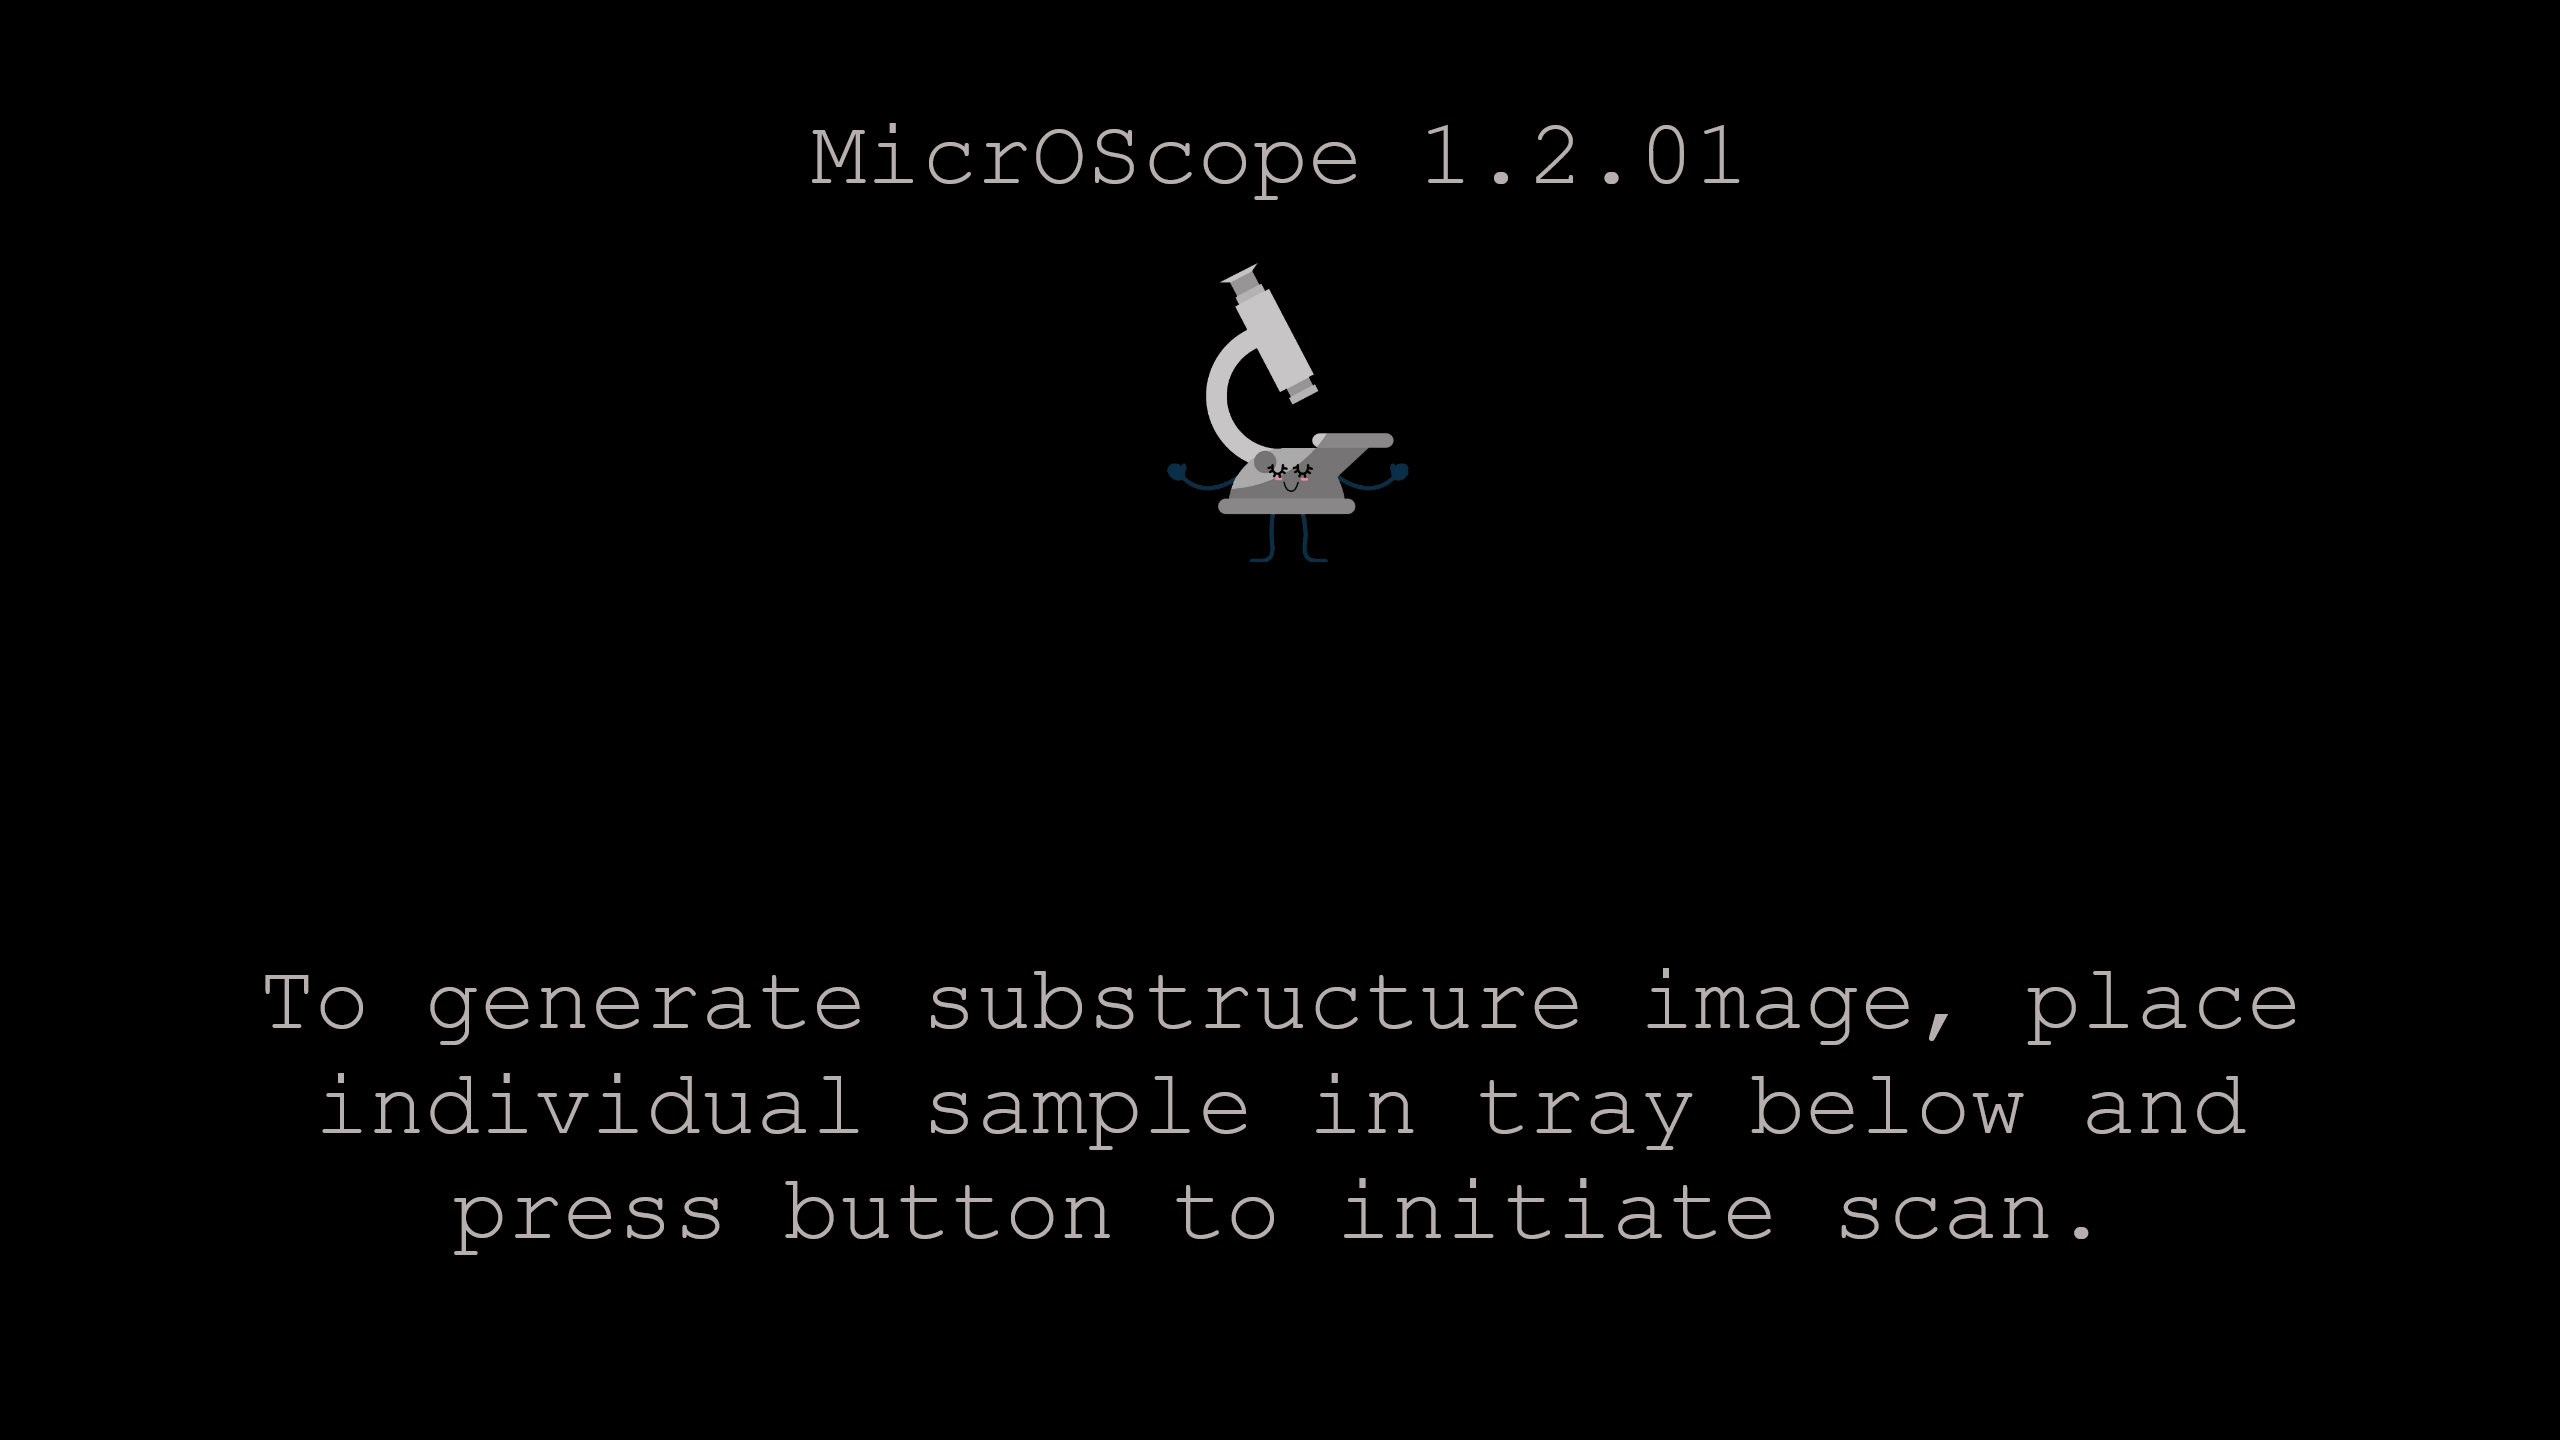 MicrOScope 1.2.01
To generate substructure image, place
individual sample in tray below and
press button to initiate scan.